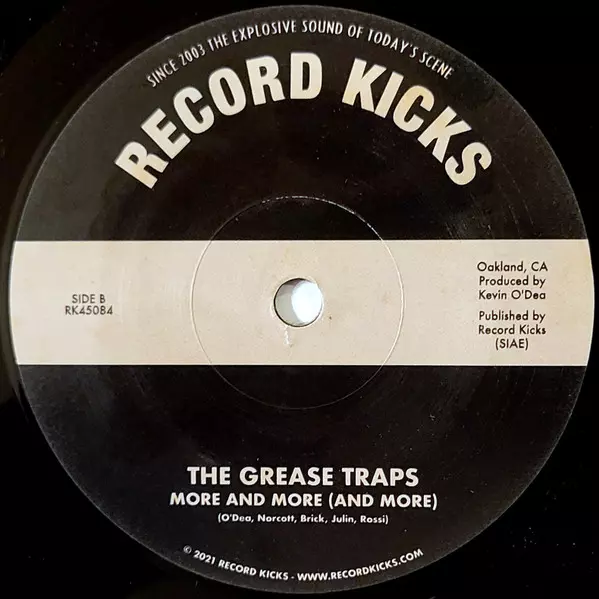 SINCE 2003 THE EXPLOSIVE SOUND OF TODAY'S SCENE
RECORD KICKS
SIDE B
RK45084
Oakland, CA
Produced by
Kevin O'Dea
Published by
Record Kicks
(SIAE)
THE GREASE TRAPS
MORE AND MORE (AND MORE)
(O'Dea, Norcott, Brick, Julin, Rossi)
© 2021 RECORD KICKS - WWW.RECORDKICKS.COM